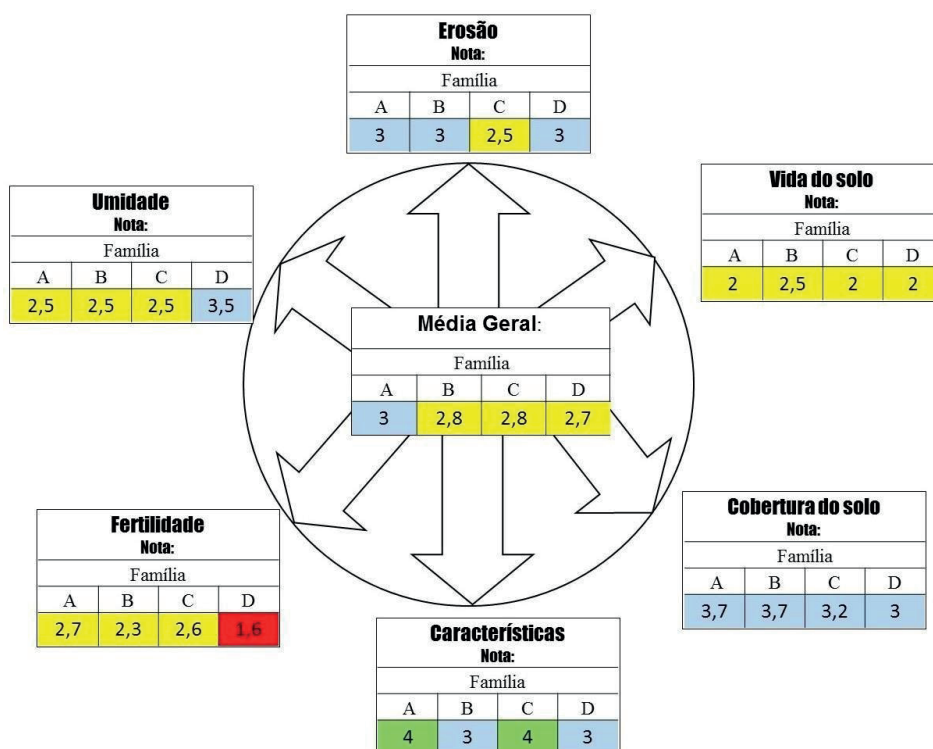 Erosão
Nota:
Família
A B C D
3 3 2,5 3
Umidade
Nota:
Família
A B C D
2,5 2,5 2,5 3,5
Vida do solo
Nota:
Família
A B C D
2 2,5 2 2
Média Geral:
Família
A B C D
3 2,8 2,8 2,7
Fertilidade
Nota:
Família
A B C D
2,7 2,3 2,6 1,6
Cobertura do solo
Nota:
Família
A B C D
3,7 3,7 3,2 3
Características
Nota:
Família
A B C D
4 3 4 3